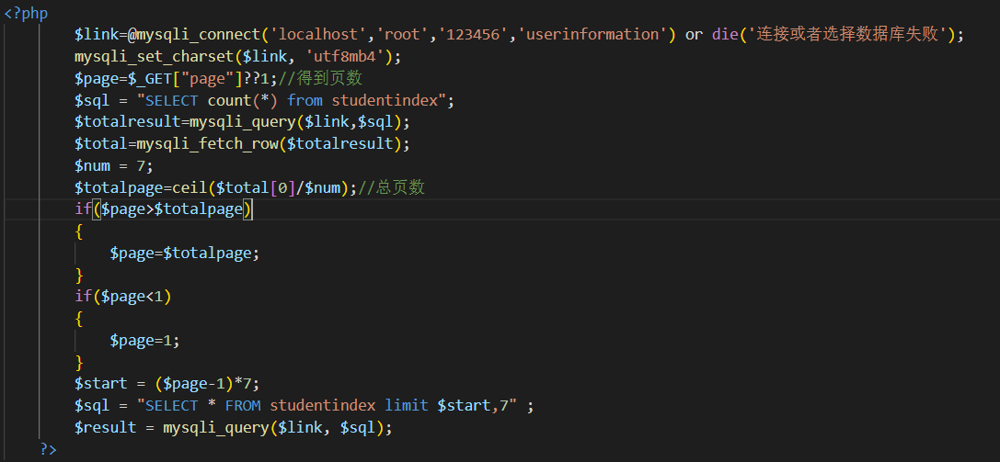 <?php
$link=@mysqli_connect('localhost','root','123456','userinformation') or die('连接或者选择数据库失败');
mysqli_set_charset($link, 'utf8mb4');
$page=$_GET["page"]??1;//得到页数
$sql = "SELECT count(*) from studentindex";
$totalresult=mysqli_query($link,$sql);
$total=mysqli_fetch_row($totalresult);
$num = 7;
$totalpage=ceil($total[0]/$num);//总页数
if($page>$totalpage)
{
$page=$totalpage;
}
if($page<1)
{
$page=1;
}
$start = ($page-1)*7;
$sql = "SELECT * FROM studentindex limit $start,7" ;
$result = mysqli_query($link, $sql);
?>